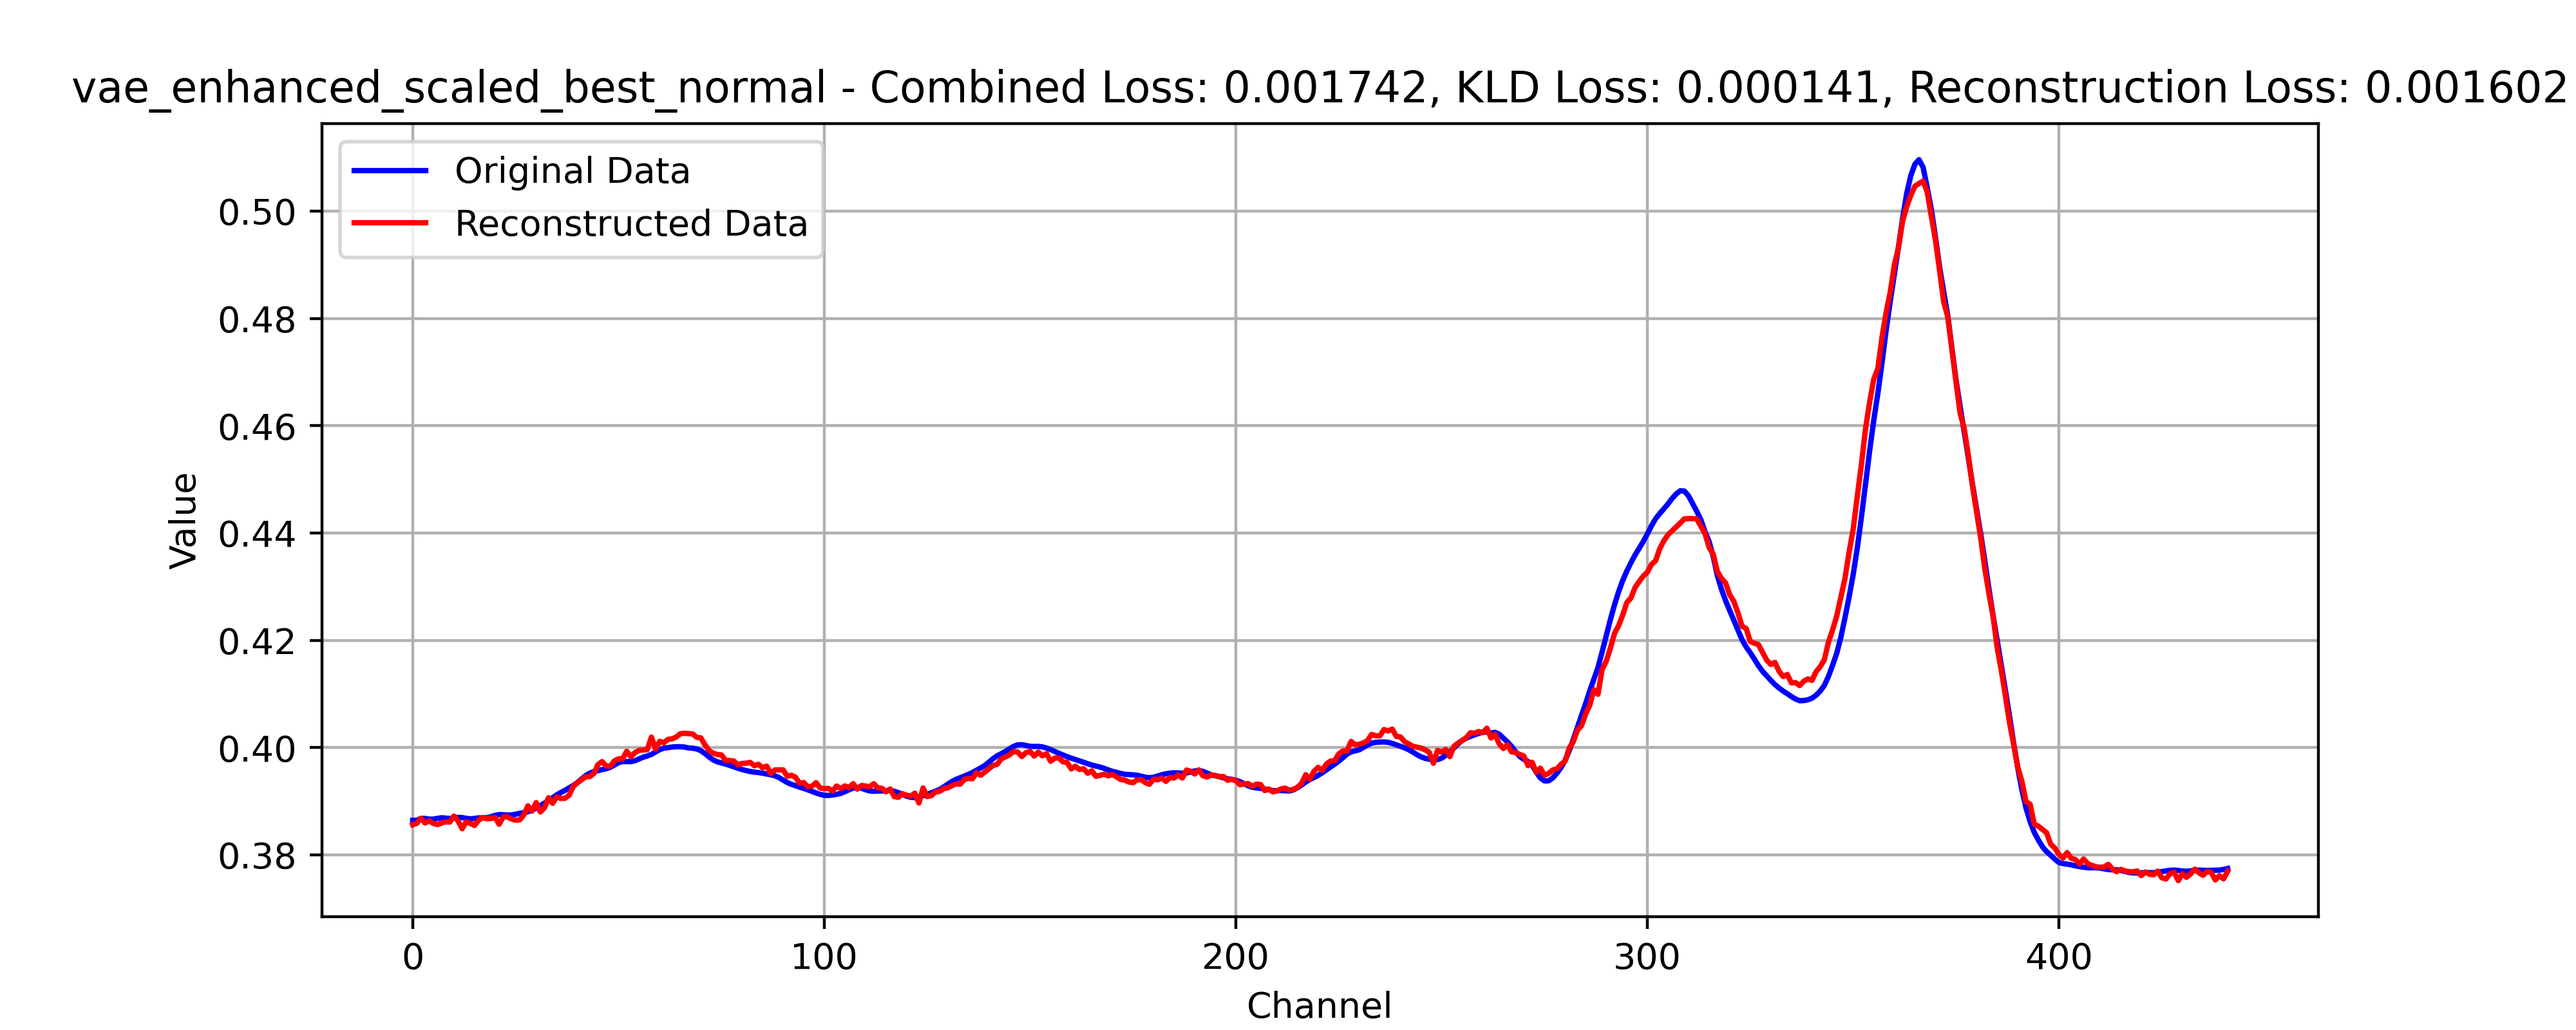 vae_enhanced_scaled_best_normal - Combined Loss: 0.001742, KLD Loss: 0.000141, Reconstruction Loss: 0.001602
Original Data
Reconstructed Data
0.50
0.48
0.46
0.44
0.42
0.40
0.38
Value
0 100 200 300 400
Channel